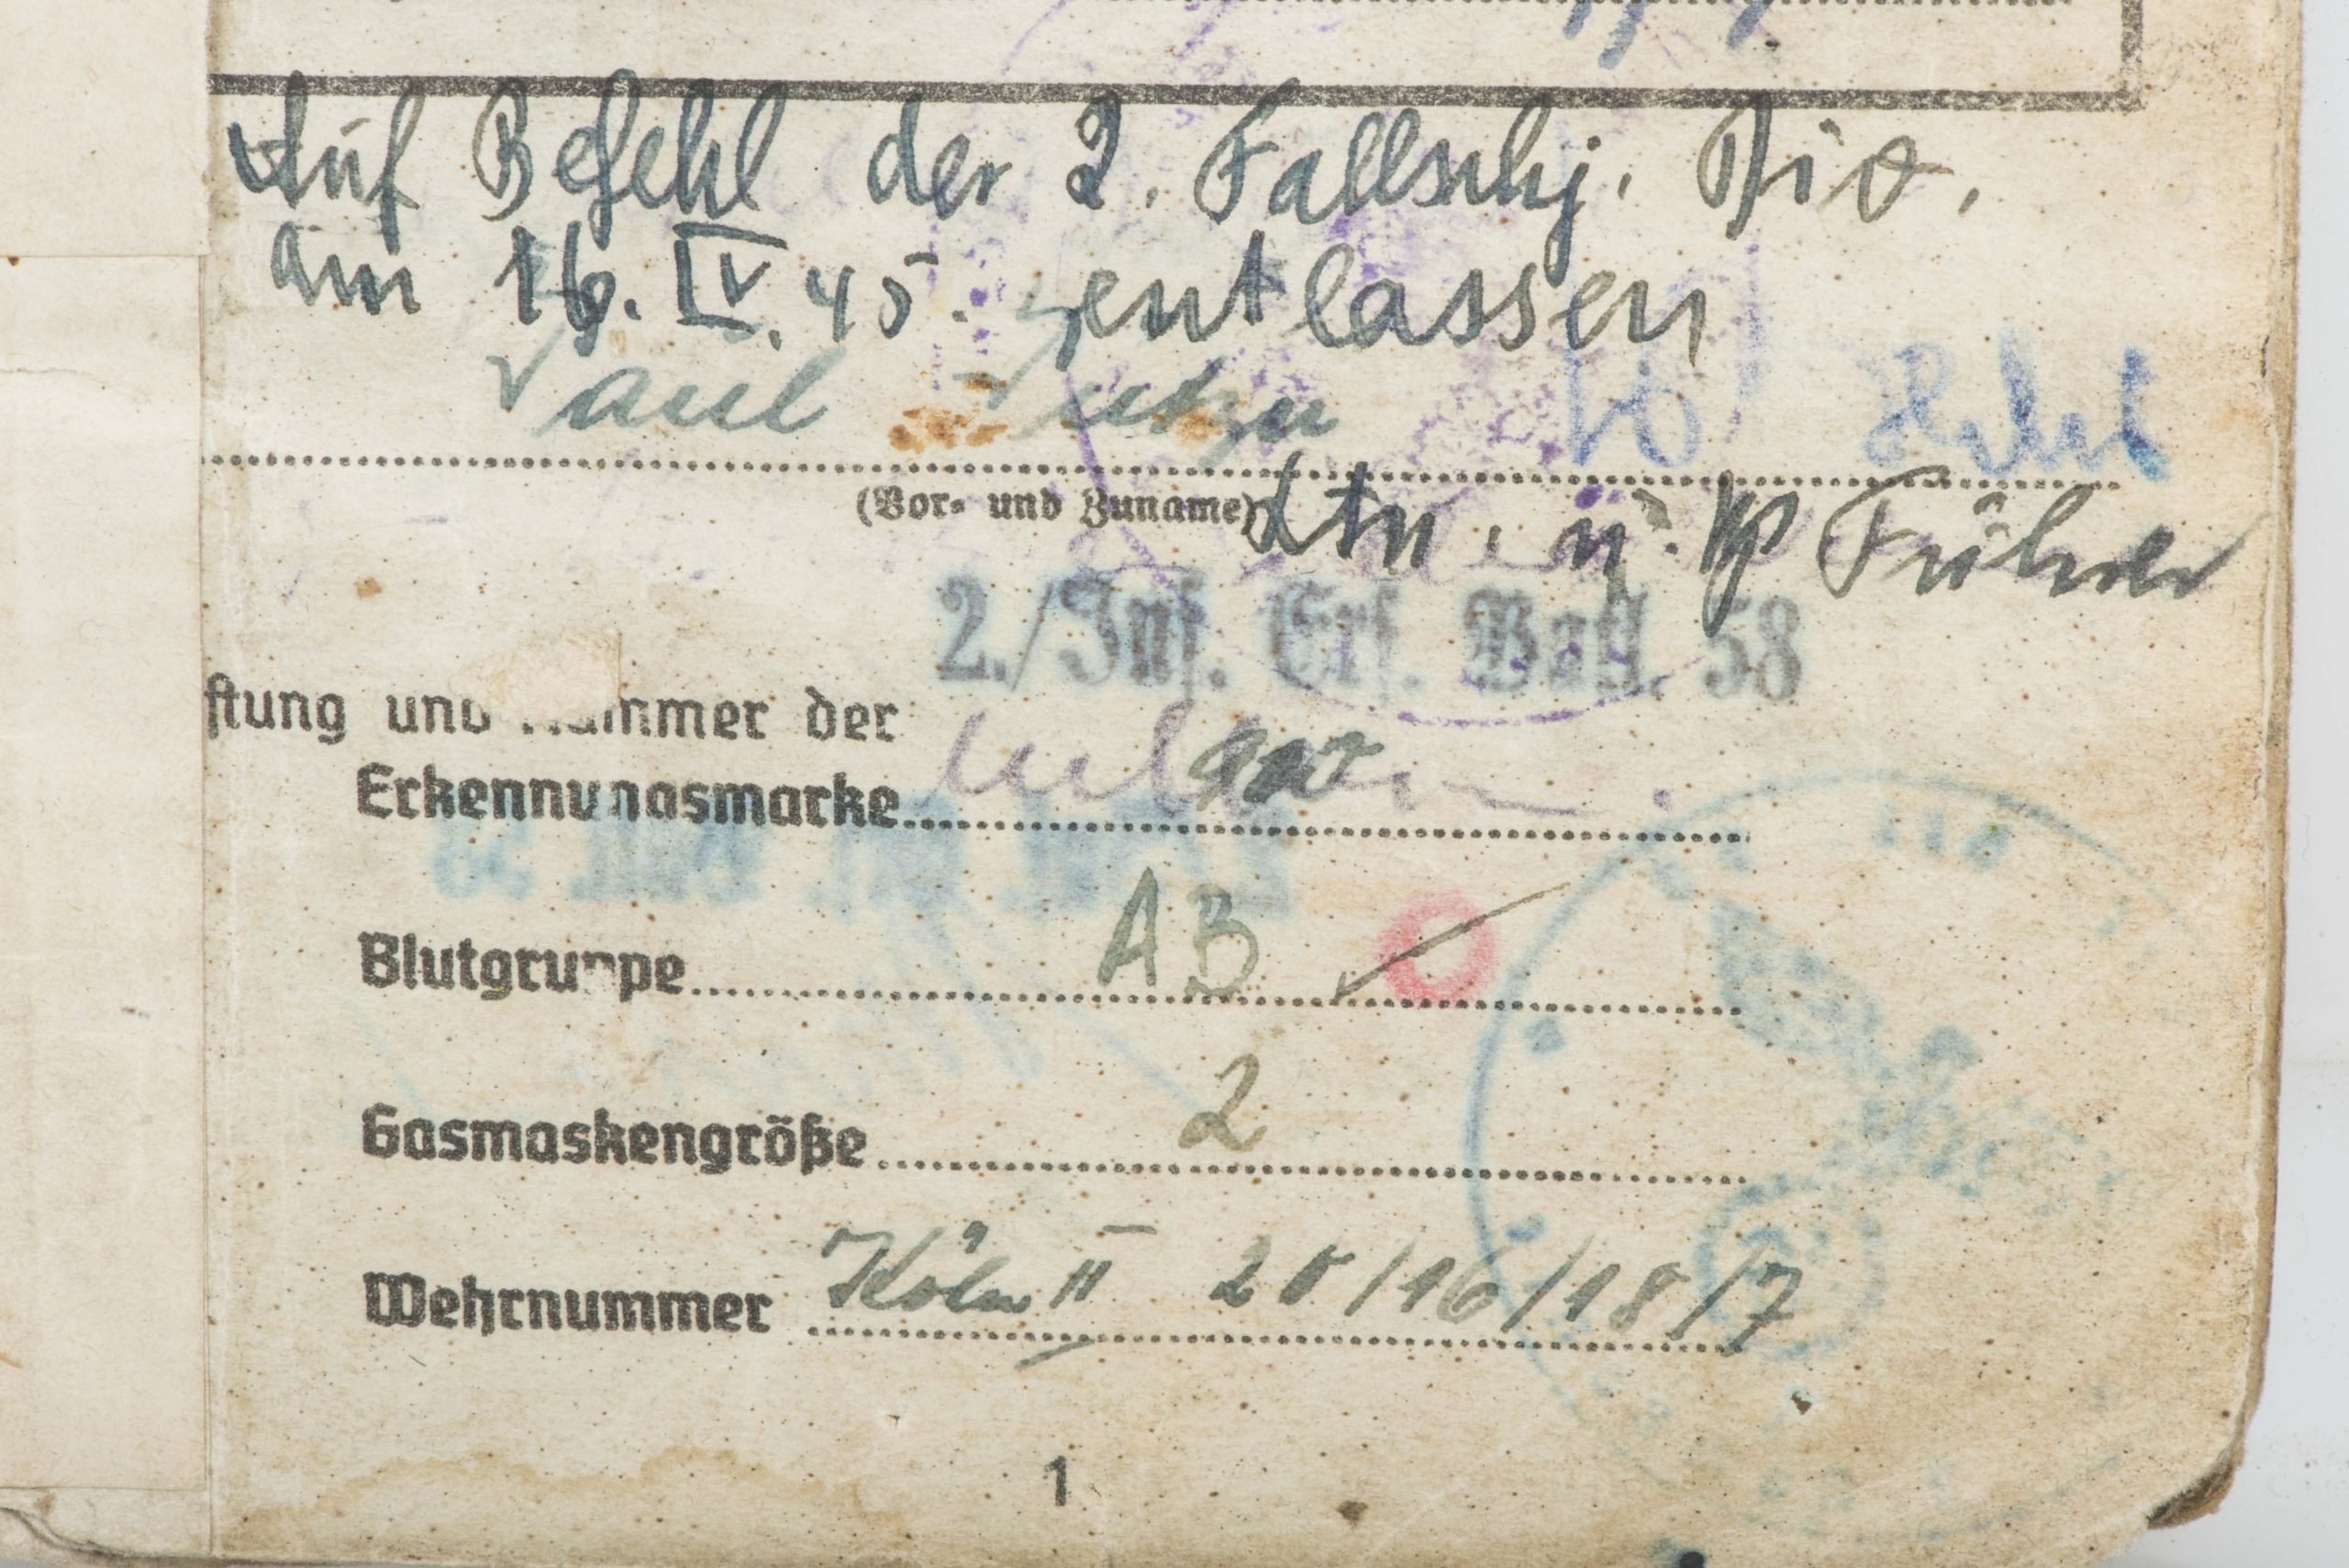 Auf Befehl der 2. Fallschj. Div.
am 16. IV. 45. entlassen
Paul
(Vor- und Zuname)
Ltn. u. Kp Führer
2./Inf. Ers. Batl. 58
ftung und Nummer der
Erkennungsmarke
Blutgruppe AB O
Gasmaskengröße 2
Wehrnummer Köln II 20/16/18/7
1